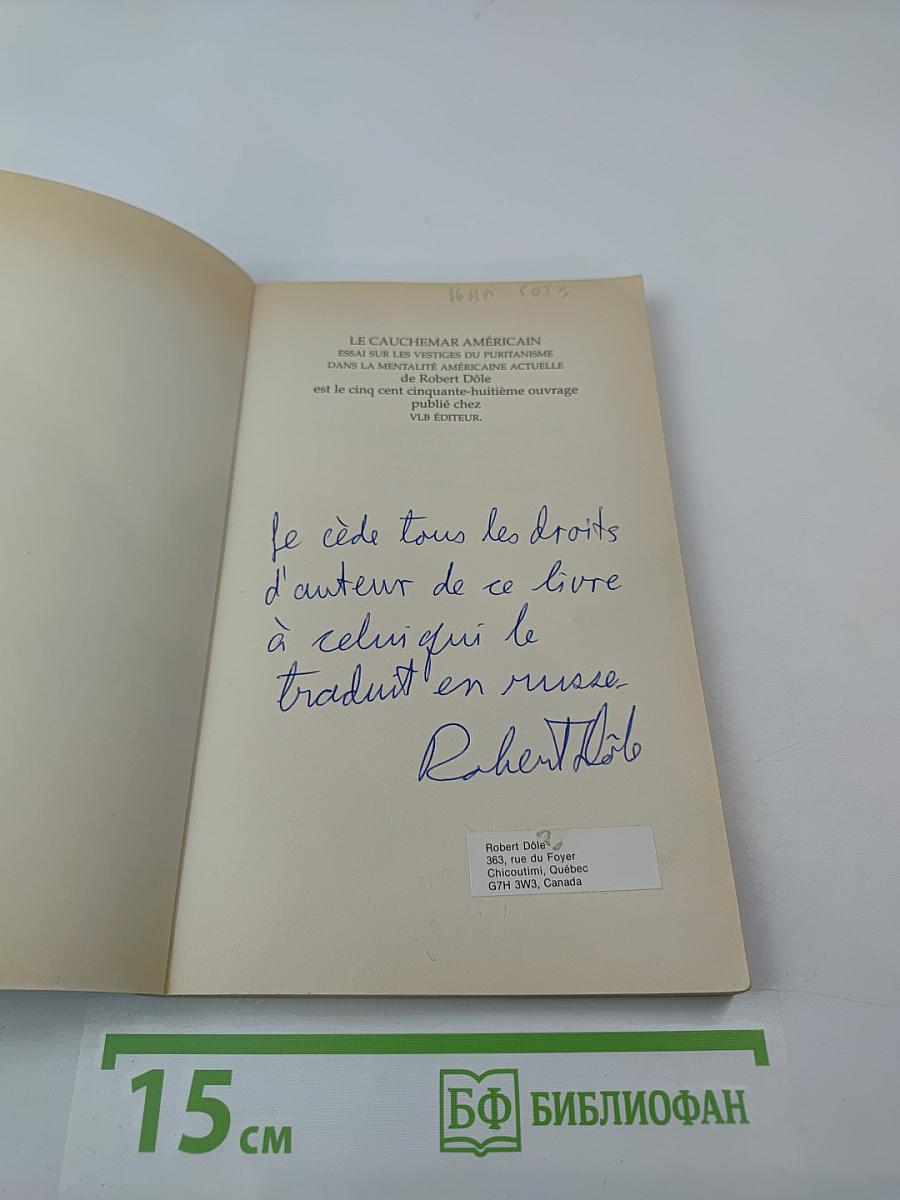 LE CAUCHEMAR AMÉRICAIN
ESSAI SUR LES VESTIGES DU PURITANISME
DANS LA MENTALITÉ AMÉRICAINE ACTUELLE
de Robert Dôle
est le cinq cent cinquante-huitième ouvrage
publié chez
VLB ÉDITEUR.
Je cède tous les droits
d'auteur de ce livre
à celui qui le
traduit en russe.
Robert Dôle
Robert Dôle
363, rue du Foyer
Chicoutimi, Québec
G7H 3W3, Canada
15 см
БФ БИБЛИОФАН